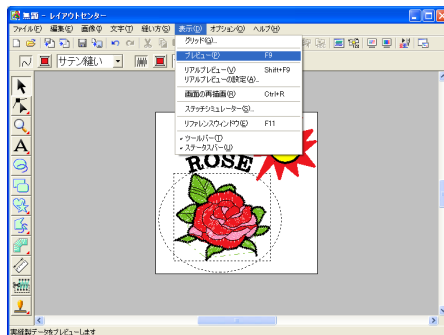 無題 - レイアウトセンター
ファイル(F) 編集(E) 画像(I) 文字(T) 縫い方(S) 表示(D) オプション(O) ヘルプ(H)
グリッド(G)...
サテン縫い
プレビュー(P) F9
リアルプレビュー(V) Shift+F9
リアルプレビューの設定(A)...
画面の再描画(R) Ctrl+R
ステッチシミュレーター(S)...
リファレンスウィンドウ(E) F11
ツールバー(T)
ステータスバー(U)
ROSE
実縫製データをプレビューします